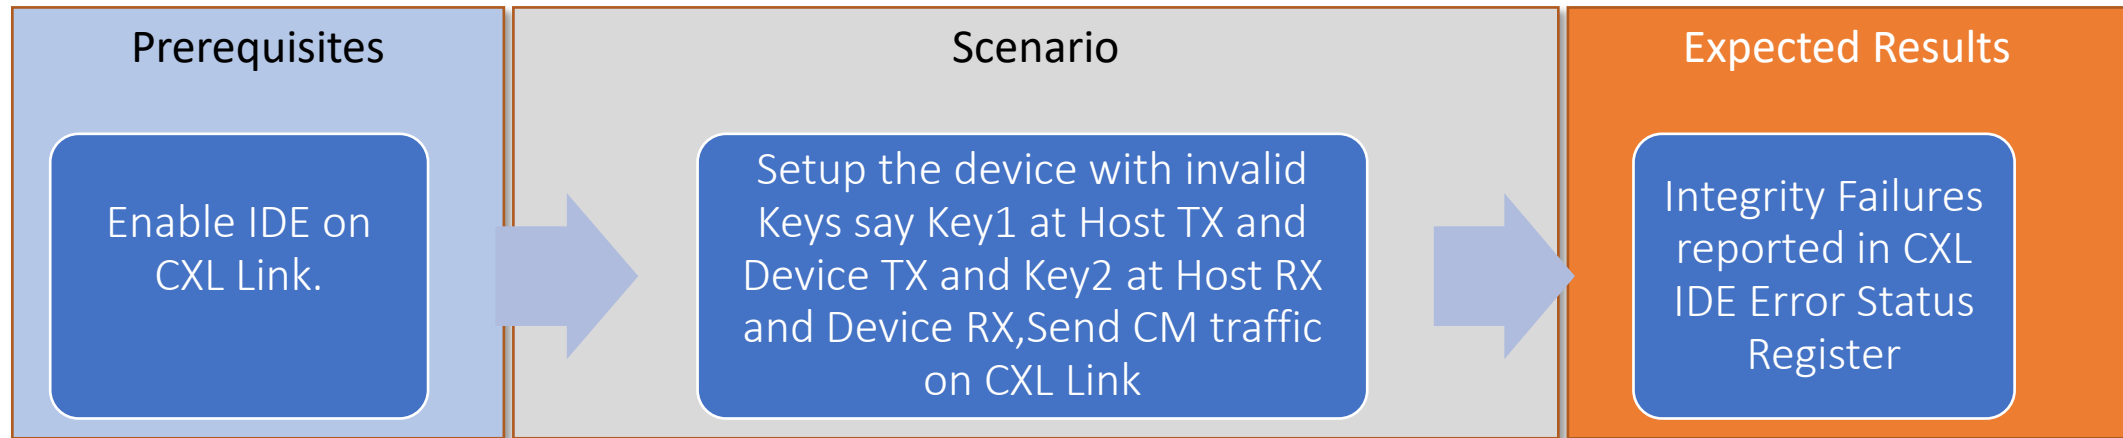 Prerequisites
Enable IDE on
CXL Link.
Scenario
Setup the device with invalid
Keys say Key1 at Host TX and
Device TX and Key2 at Host RX
and Device RX,Send CM traffic
on CXL Link
Expected Results
Integrity Failures
reported in CXL
IDE Error Status
Register